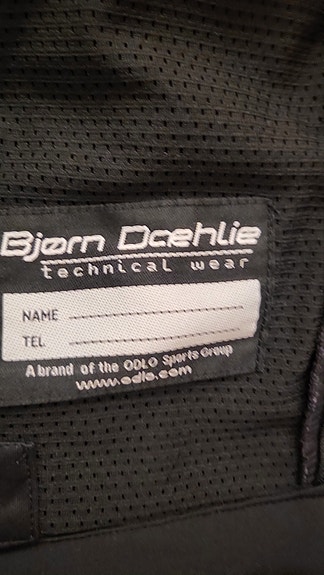 Bjørn Dæhlie
technical wear
NAME
TEL
A brand of the ODLO Sports Group
www.odlo.com